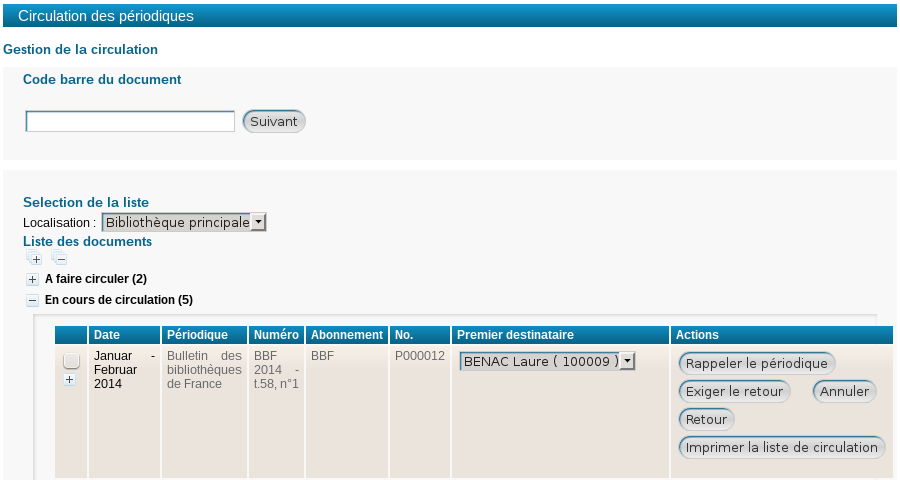 Circulation des périodiques
Gestion de la circulation
Code barre du document
Suivant
Selection de la liste
Localisation : Bibliothèque principale
Liste des documents
A faire circuler (2)
En cours de circulation (5)
Date Périodique Numéro Abonnement No. Premier destinataire Actions
Januar - Februar 2014
Bulletin des bibliothèques de France
BBF 2014 - t.58, n°1
BBF
P000012
BENAC Laure ( 100009 )
Rappeler le périodique
Exiger le retour Annuler
Retour
Imprimer la liste de circulation